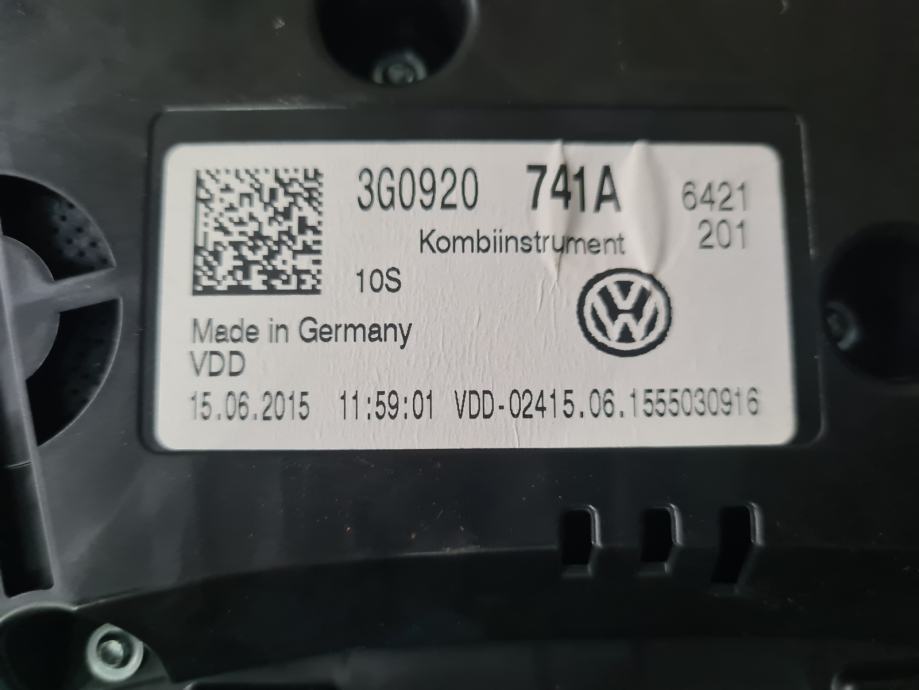 3G0920 741A 6421
Kombiinstrument 201
10S
Made in Germany
VDD
15.06.2015 11:59:01 VDD-02415.06.1555030916